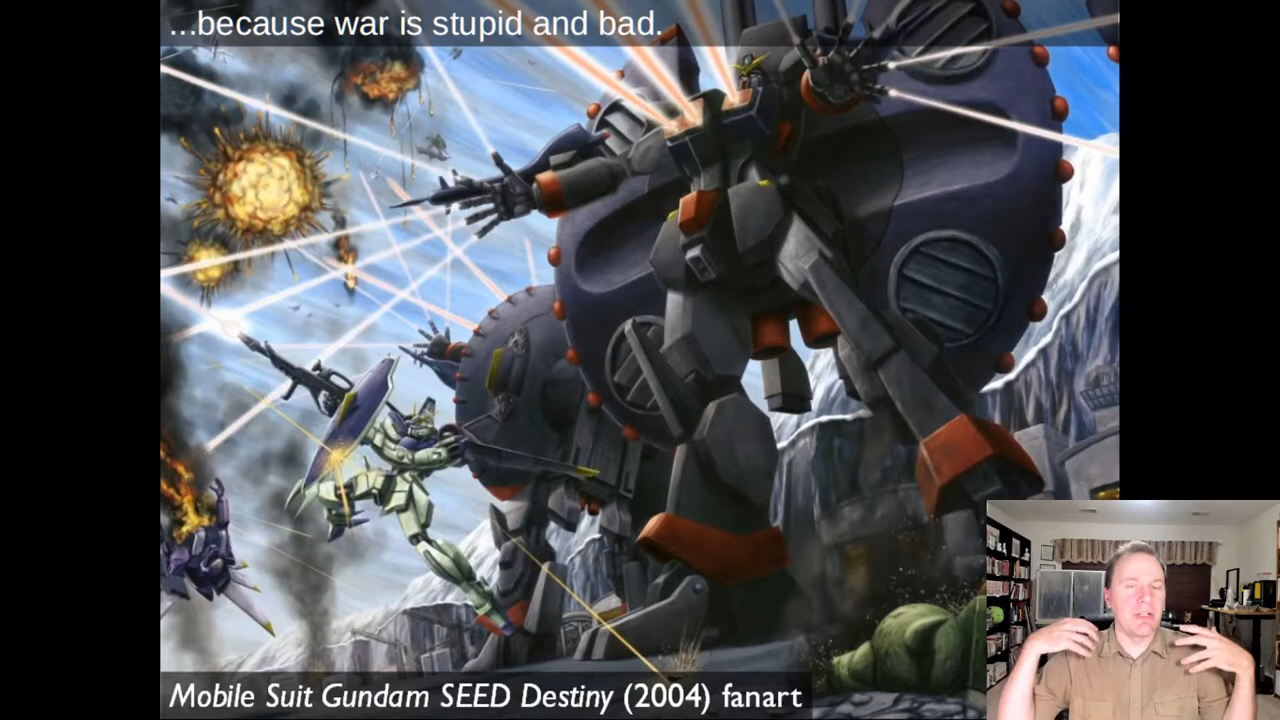 ...because war is stupid and bad.
Mobile Suit Gundam SEED Destiny (2004) fanart